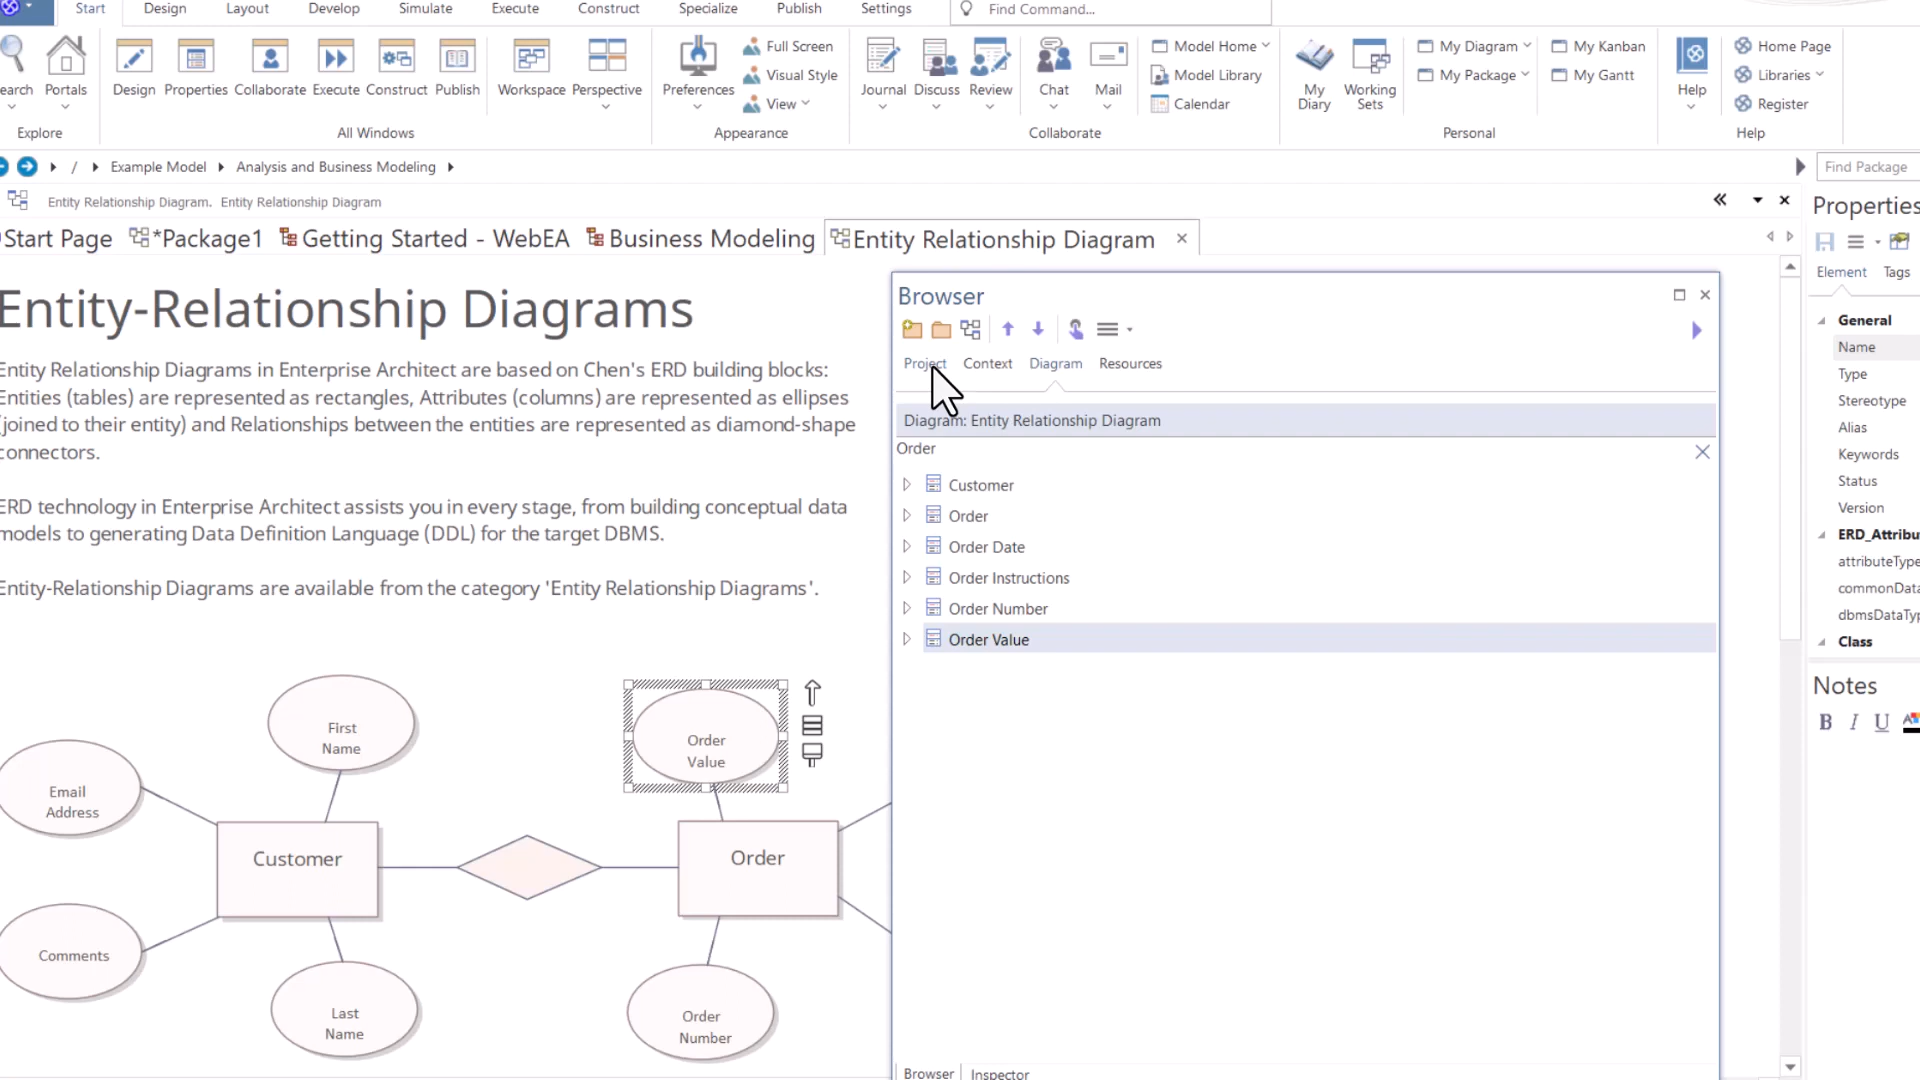 Start Design Layout Develop Simulate Execute Construct Specialize Publish Settings Find Command...
earch Portals Design Properties Collaborate Execute Construct Publish Workspace Perspective Preferences Full Screen Visual Style View Journal Discuss Review Chat Mail Model Home Model Library Calendar My Diary Working Sets My Diagram My Package My Kanban My Gantt Help Home Page Libraries Register
Explore All Windows Appearance Collaborate Personal Help
/ Example Model Analysis and Business Modeling Find Package
Entity Relationship Diagram. Entity Relationship Diagram
Start Page *Package1 Getting Started - WebEA Business Modeling Entity Relationship Diagram
Entity-Relationship Diagrams
Entity Relationship Diagrams in Enterprise Architect are based on Chen's ERD building blocks:
Entities (tables) are represented as rectangles, Attributes (columns) are represented as ellipses
(joined to their entity) and Relationships between the entities are represented as diamond-shape
connectors.
ERD technology in Enterprise Architect assists you in every stage, from building conceptual data
models to generating Data Definition Language (DDL) for the target DBMS.
Entity-Relationship Diagrams are available from the category 'Entity Relationship Diagrams'.
First
Name
Order
Value
Email
Address
Customer
Order
Comments
Last
Name
Order
Number
Browser
Project Context Diagram Resources
Diagram: Entity Relationship Diagram
Order
Customer
Order
Order Date
Order Instructions
Order Number
Order Value
Browser Inspector
Properties
Element Tags
General
Name
Type
Stereotype
Alias
Keywords
Status
Version
ERD_Attribu
attributeType
commonData
dbmsDataTyp
Class
Notes
B I U A